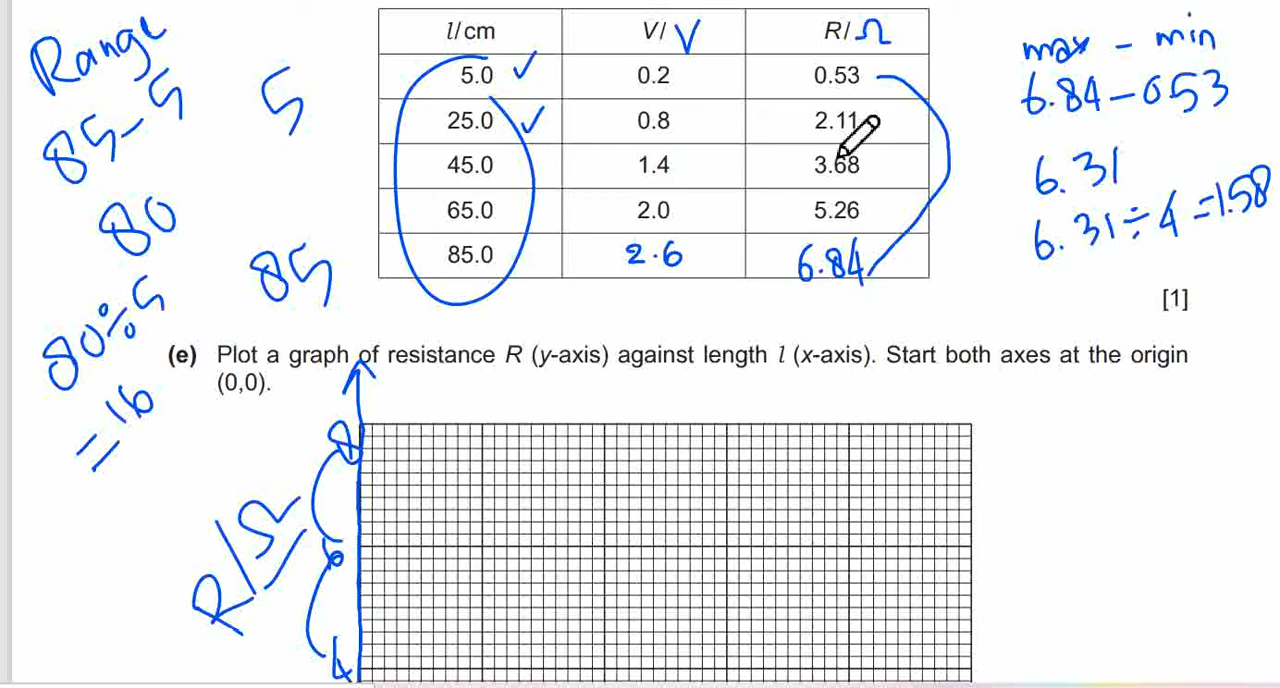 Range
85-5
80
80÷5
=16
5
85
l/cm V/V R/Ω
5.0 ✓ 0.2 0.53
25.0 ✓ 0.8 2.11
45.0 1.4 3.68
65.0 2.0 5.26
85.0 2.6 6.84
max - min
6.84-053
6.31
6.31÷4=1.58
[1]
(e) Plot a graph of resistance R (y-axis) against length l (x-axis). Start both axes at the origin
(0,0).
8
6
4
R/Ω